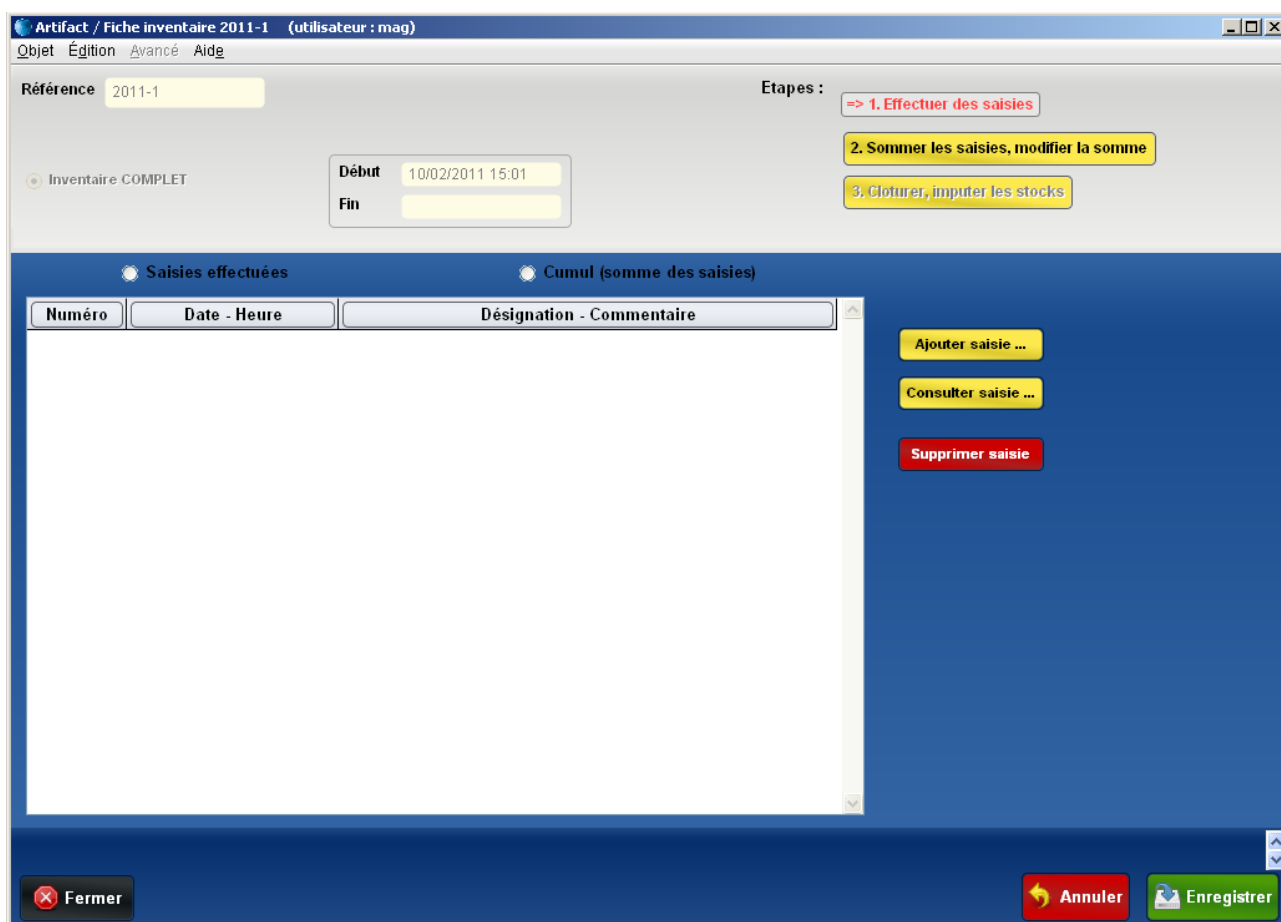 Artifact / Fiche inventaire 2011-1 (utilisateur : mag)
Objet Édition Avancé Aide
Référence 2011-1
Etapes :
=> 1. Effectuer des saisies
2. Sommer les saisies, modifier la somme
3. Cloturer, imputer les stocks
Inventaire COMPLET
Début 10/02/2011 15:01
Fin
Saisies effectuées
Cumul (somme des saisies)
Numéro Date - Heure Désignation - Commentaire
Ajouter saisie ...
Consulter saisie ...
Supprimer saisie
Fermer
Annuler
Enregistrer